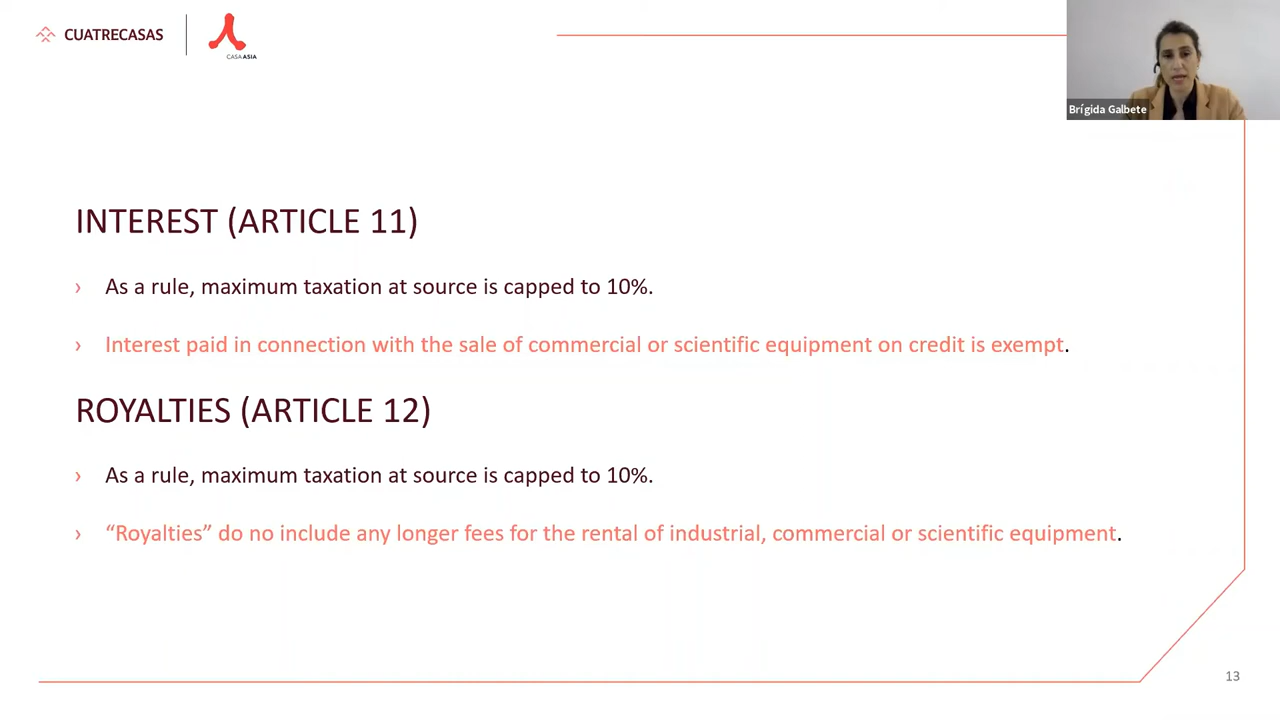 CUATRECASAS
CASAASIA
Brígida Galbete
INTEREST (ARTICLE 11)
› As a rule, maximum taxation at source is capped to 10%.
› Interest paid in connection with the sale of commercial or scientific equipment on credit is exempt.
ROYALTIES (ARTICLE 12)
› As a rule, maximum taxation at source is capped to 10%.
› “Royalties” do no include any longer fees for the rental of industrial, commercial or scientific equipment.
13